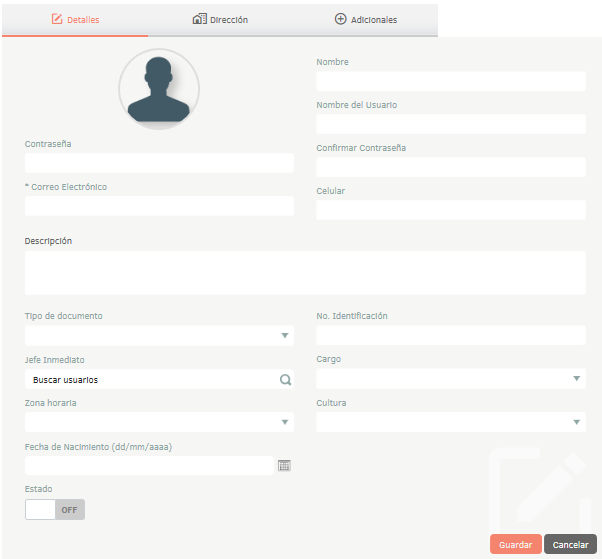 Detalles
Dirección
Adicionales
Nombre
Nombre del Usuario
Contraseña
Confirmar Contraseña
* Correo Electrónico
Celular
Descripción
Tipo de documento
No. Identificación
Jefe Inmediato
Cargo
Buscar usuarios
Zona horaria
Cultura
Fecha de Nacimiento (dd/mm/aaaa)
Estado
OFF
Guardar
Cancelar